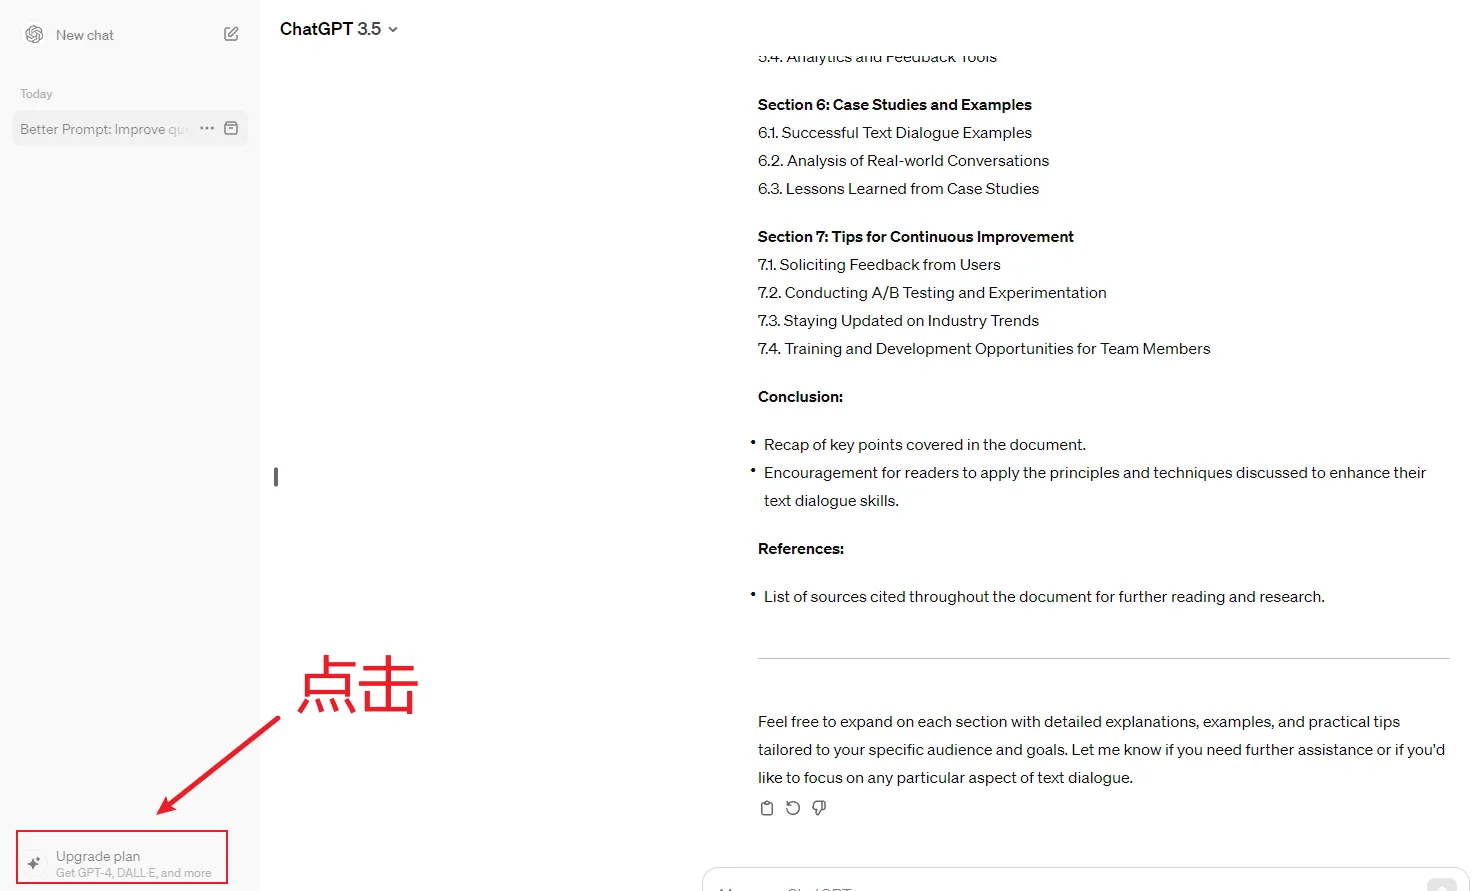 New chat
ChatGPT 3.5
Today
Better Prompt: Improve que
5.4. Analytics and Feedback Tools
Section 6: Case Studies and Examples
6.1. Successful Text Dialogue Examples
6.2. Analysis of Real-world Conversations
6.3. Lessons Learned from Case Studies
Section 7: Tips for Continuous Improvement
7.1. Soliciting Feedback from Users
7.2. Conducting A/B Testing and Experimentation
7.3. Staying Updated on Industry Trends
7.4. Training and Development Opportunities for Team Members
Conclusion:
• Recap of key points covered in the document.
• Encouragement for readers to apply the principles and techniques discussed to enhance their
text dialogue skills.
References:
• List of sources cited throughout the document for further reading and research.
点击
Feel free to expand on each section with detailed explanations, examples, and practical tips
tailored to your specific audience and goals. Let me know if you need further assistance or if you'd
like to focus on any particular aspect of text dialogue.
Upgrade plan
Get GPT-4, DALL·E, and more
ChatGPT